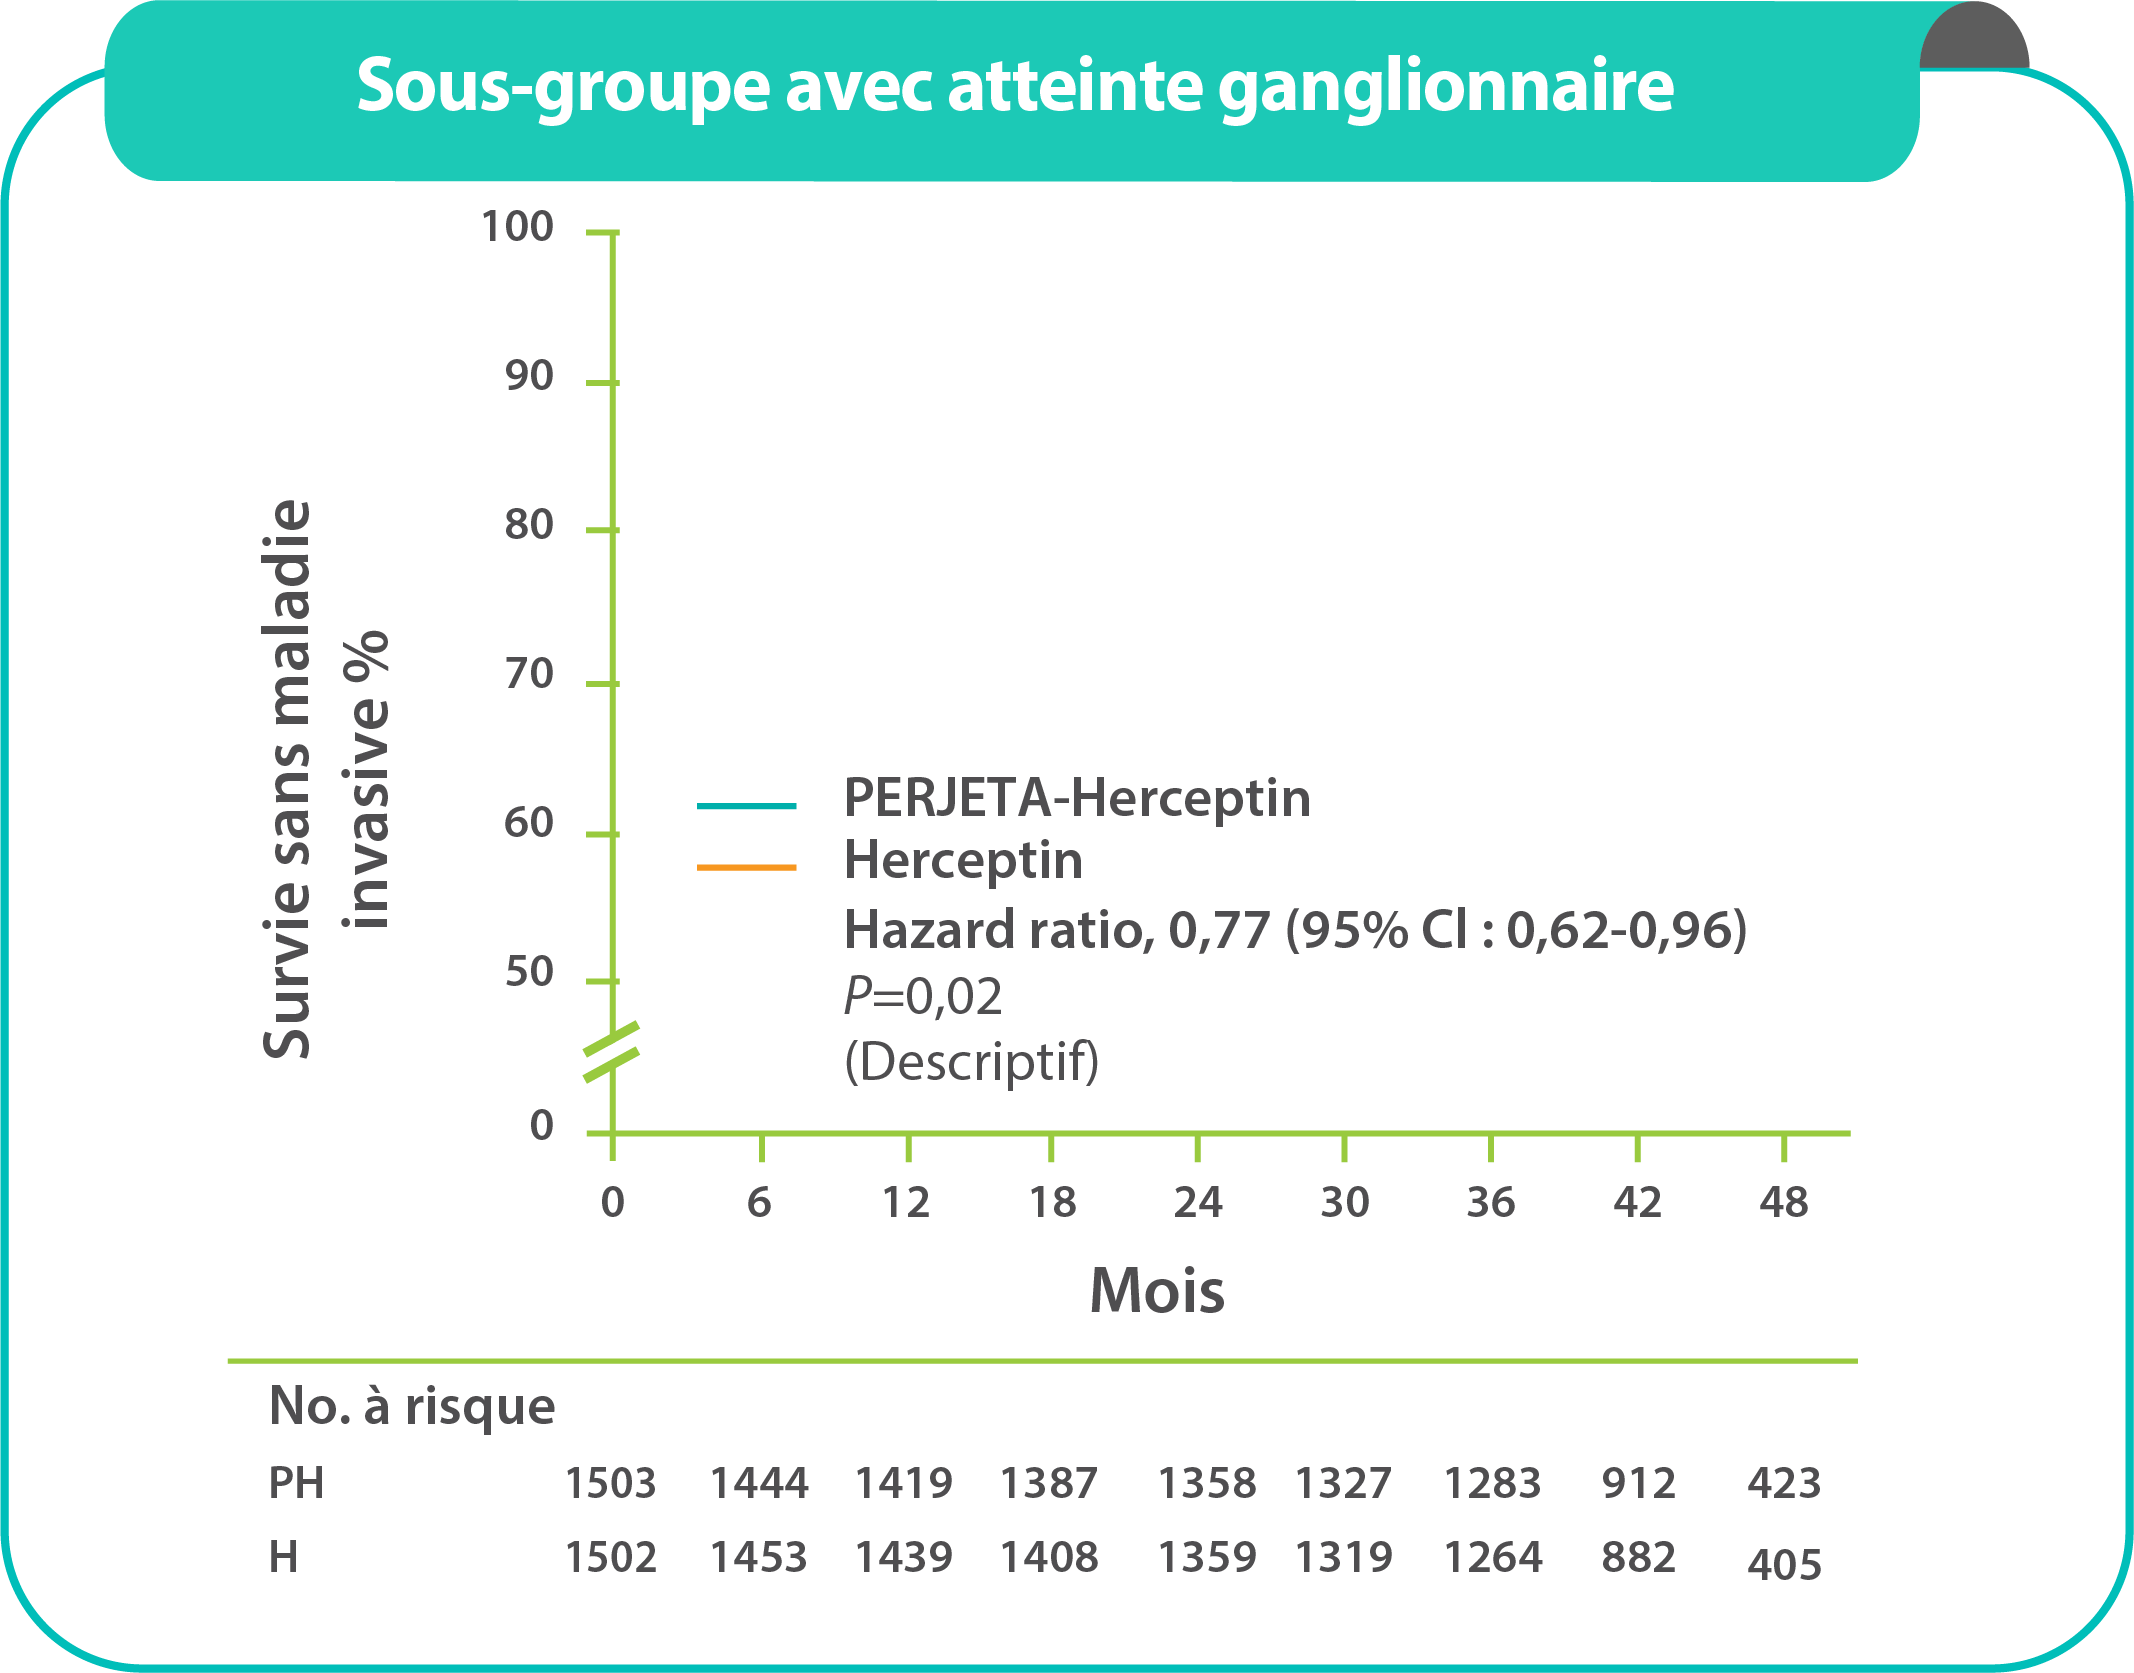 Sous-groupe avec atteinte ganglionnaire
Survie sans maladie
invasive %
100
90
80
70
60
50
0
PERJETA-Herceptin
Herceptin
Hazard ratio, 0,77 (95% Cl : 0,62-0,96)
P=0,02
(Descriptif)
0 6 12 18 24 30 36 42 48
Mois
No. à risque
PH 1503 1444 1419 1387 1358 1327 1283 912 423
H 1502 1453 1439 1408 1359 1319 1264 882 405